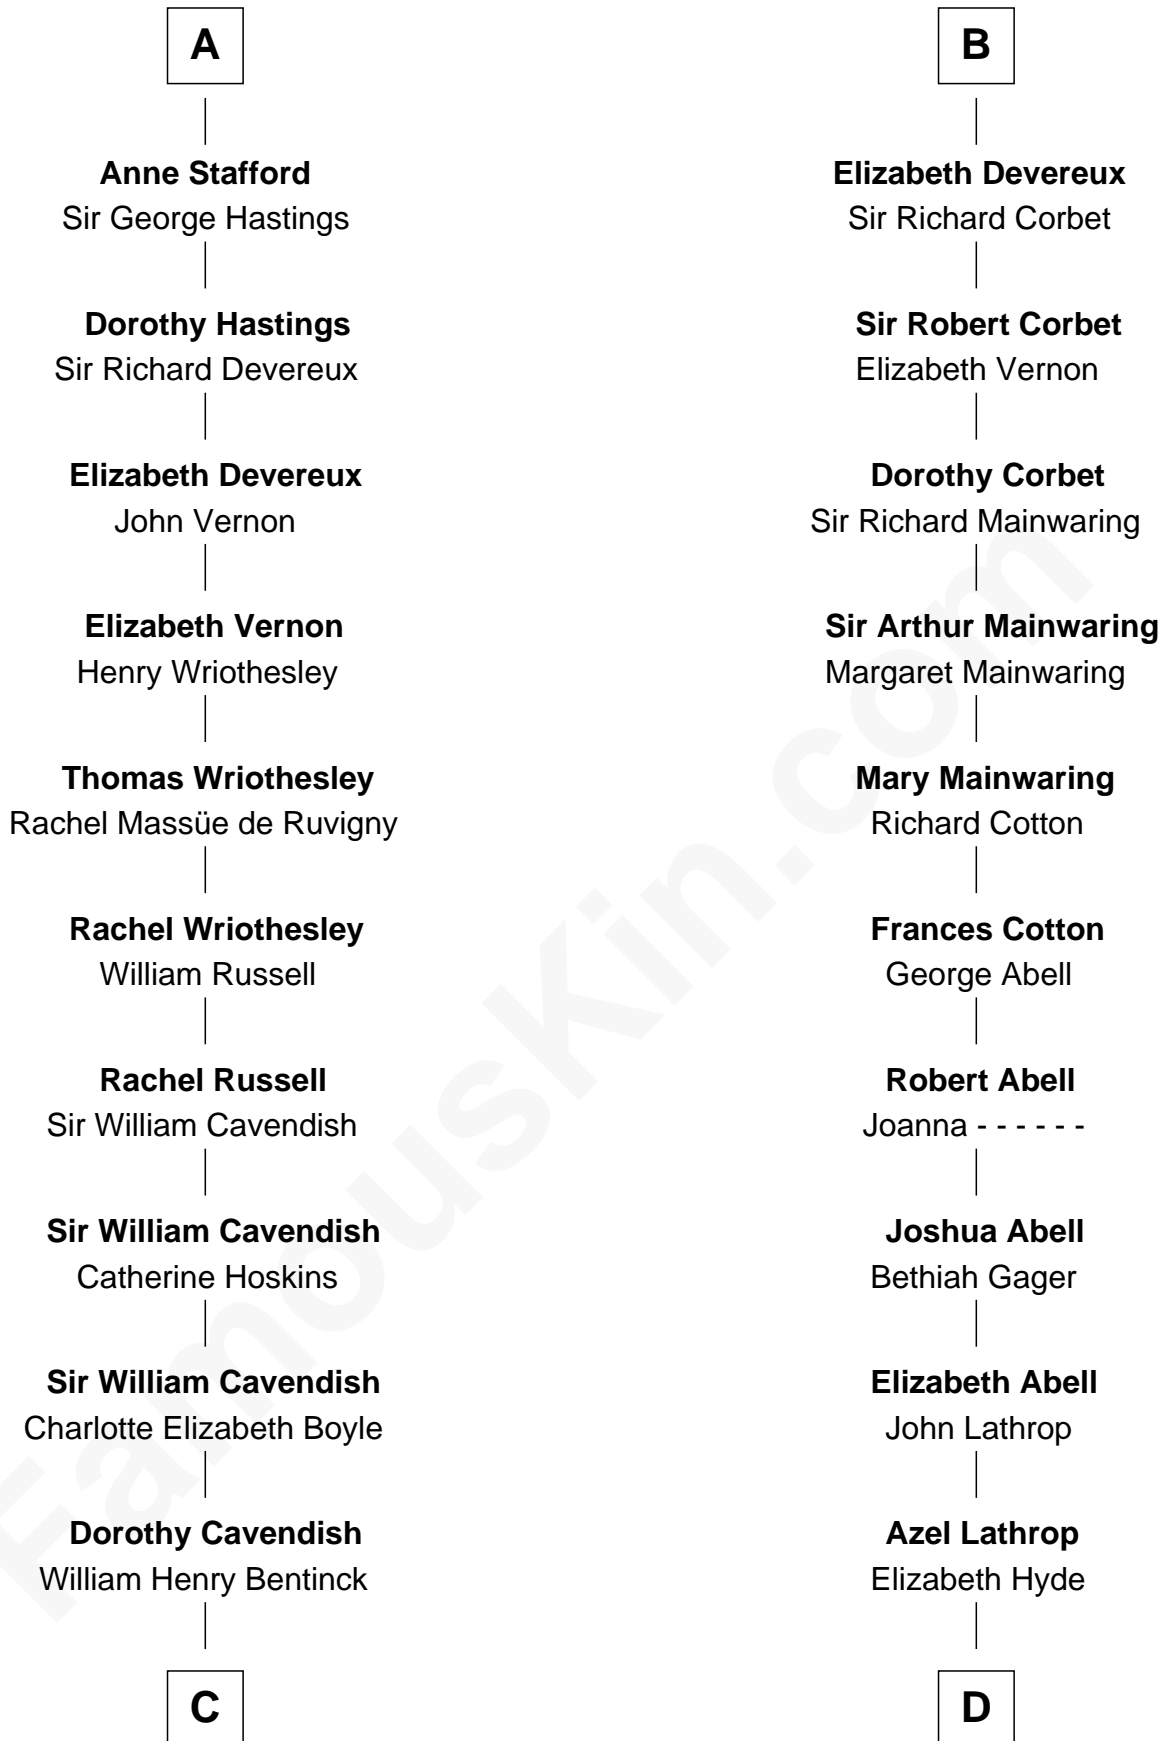 A
Anne Stafford
Sir George Hastings
Dorothy Hastings
Sir Richard Devereux
Elizabeth Devereux
John Vernon
Elizabeth Vernon
Henry Wriothesley
Thomas Wriothesley
Rachel Massüe de Ruvigny
Rachel Wriothesley
William Russell
Rachel Russell
Sir William Cavendish
Sir William Cavendish
Catherine Hoskins
Sir William Cavendish
Charlotte Elizabeth Boyle
Dorothy Cavendish
William Henry Bentinck
C
B
Elizabeth Devereux
Sir Richard Corbet
Sir Robert Corbet
Elizabeth Vernon
Dorothy Corbet
Sir Richard Mainwaring
Sir Arthur Mainwaring
Margaret Mainwaring
Mary Mainwaring
Richard Cotton
Frances Cotton
George Abell
Robert Abell
Joanna - - - - - -
Joshua Abell
Bethiah Gager
Elizabeth Abell
John Lathrop
Azel Lathrop
Elizabeth Hyde
D
FamousKin.com